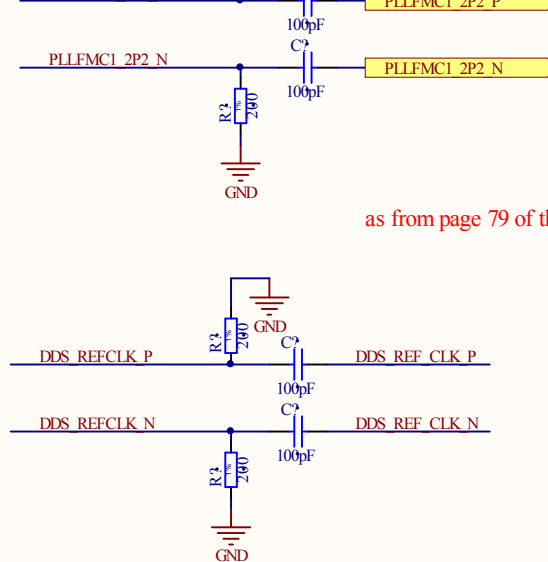 PLLFMC1_2P2_P
100pF
C?
PLLFMC1_2P2_N
PLLFMC1_2P2_N
100pF
R?
1%
200
GND
as from page 79 of th
R?
1%
200
GND
C?
DDS_REFCLK_P
DDS_REF_CLK_P
100pF
C?
DDS_REFCLK_N
DDS_REF_CLK_N
100pF
R?
1%
200
GND